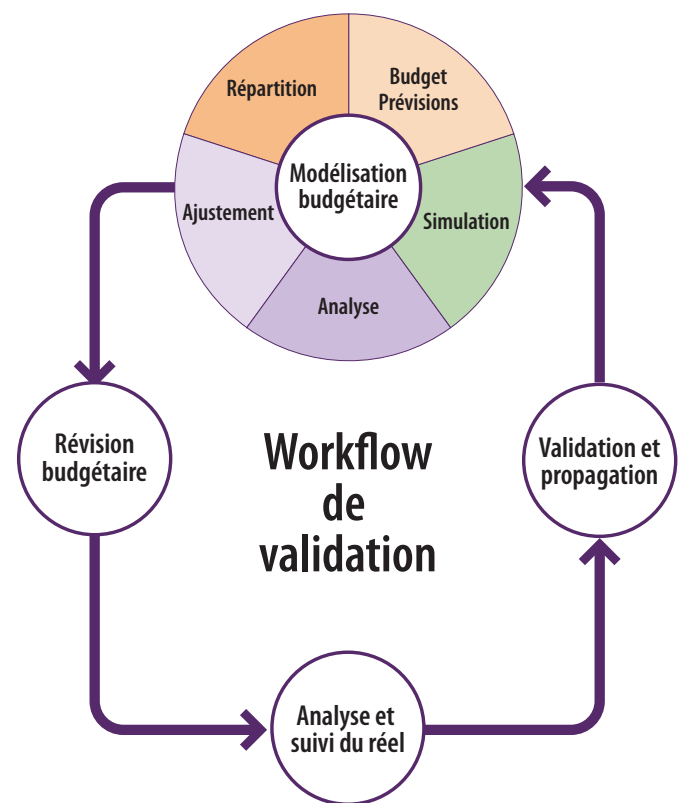 Répartition
Budget
Prévisions
Modélisation
budgétaire
Ajustement
Simulation
Analyse
Révision
budgétaire
Workflow
de
validation
Validation et
propagation
Analyse et
suivi du réel